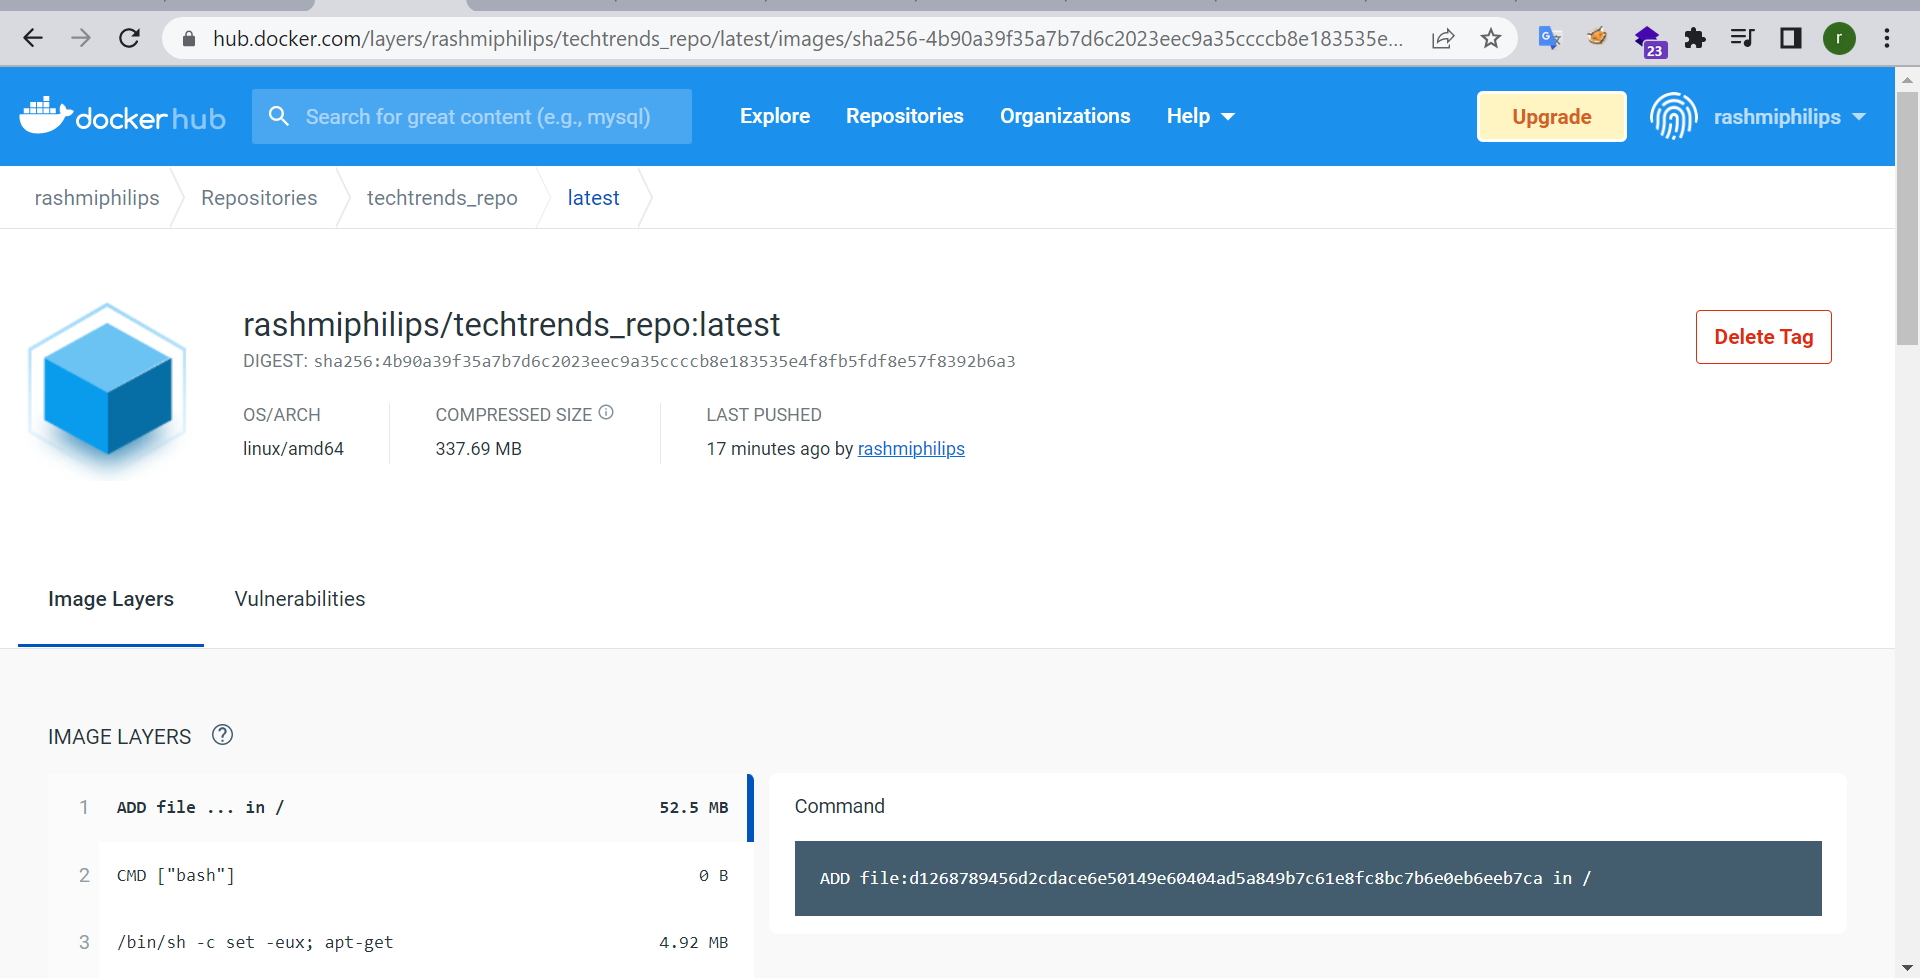 hub.docker.com/layers/rashmiphilips/techtrends_repo/latest/images/sha256-4b90a39f35a7b7d6c2023eec9a35ccccb8e183535e...
23
r
docker hub
Search for great content (e.g., mysql)
Explore
Repositories
Organizations
Help
Upgrade
rashmiphilips
rashmiphilips
Repositories
techtrends_repo
latest
rashmiphilips/techtrends_repo:latest
Delete Tag
DIGEST: sha256:4b90a39f35a7b7d6c2023eec9a35ccccb8e183535e4f8fb5fdf8e57f8392b6a3
OS/ARCH
linux/amd64
COMPRESSED SIZE
337.69 MB
LAST PUSHED
17 minutes ago by rashmiphilips
Image Layers
Vulnerabilities
IMAGE LAYERS
1 ADD file ... in / 52.5 MB
2 CMD ["bash"] 0 B
3 /bin/sh -c set -eux; apt-get 4.92 MB
Command
ADD file:d1268789456d2cdace6e50149e60404ad5a849b7c61e8fc8bc7b6e0eb6eeb7ca in /